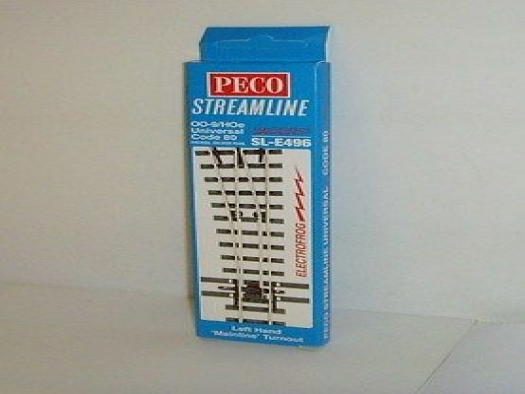 PECO
STREAMLINE
OO-9/HOe
Universal
Code 80
SL-E496
ELECTROFROG
Left Hand
'Mainline' Turnout
PECO STREAMLINE UNIVERSAL CODE 80